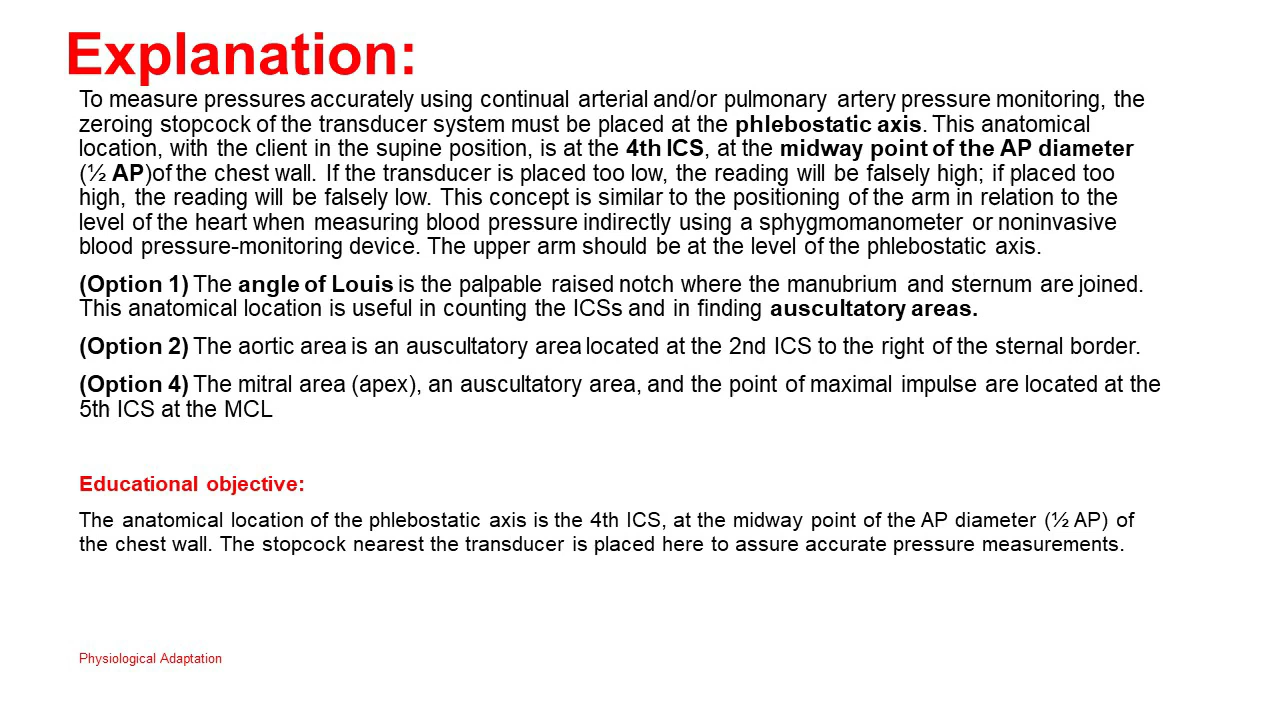 Explanation:
To measure pressures accurately using continual arterial and/or pulmonary artery pressure monitoring, the
zeroing stopcock of the transducer system must be placed at the phlebostatic axis. This anatomical
location, with the client in the supine position, is at the 4th ICS, at the midway point of the AP diameter
(½ AP)of the chest wall. If the transducer is placed too low, the reading will be falsely high; if placed too
high, the reading will be falsely low. This concept is similar to the positioning of the arm in relation to the
level of the heart when measuring blood pressure indirectly using a sphygmomanometer or noninvasive
blood pressure-monitoring device. The upper arm should be at the level of the phlebostatic axis.
(Option 1) The angle of Louis is the palpable raised notch where the manubrium and sternum are joined.
This anatomical location is useful in counting the ICSs and in finding auscultatory areas.
(Option 2) The aortic area is an auscultatory area located at the 2nd ICS to the right of the sternal border.
(Option 4) The mitral area (apex), an auscultatory area, and the point of maximal impulse are located at the
5th ICS at the MCL
Educational objective:
The anatomical location of the phlebostatic axis is the 4th ICS, at the midway point of the AP diameter (½ AP) of
the chest wall. The stopcock nearest the transducer is placed here to assure accurate pressure measurements.
Physiological Adaptation